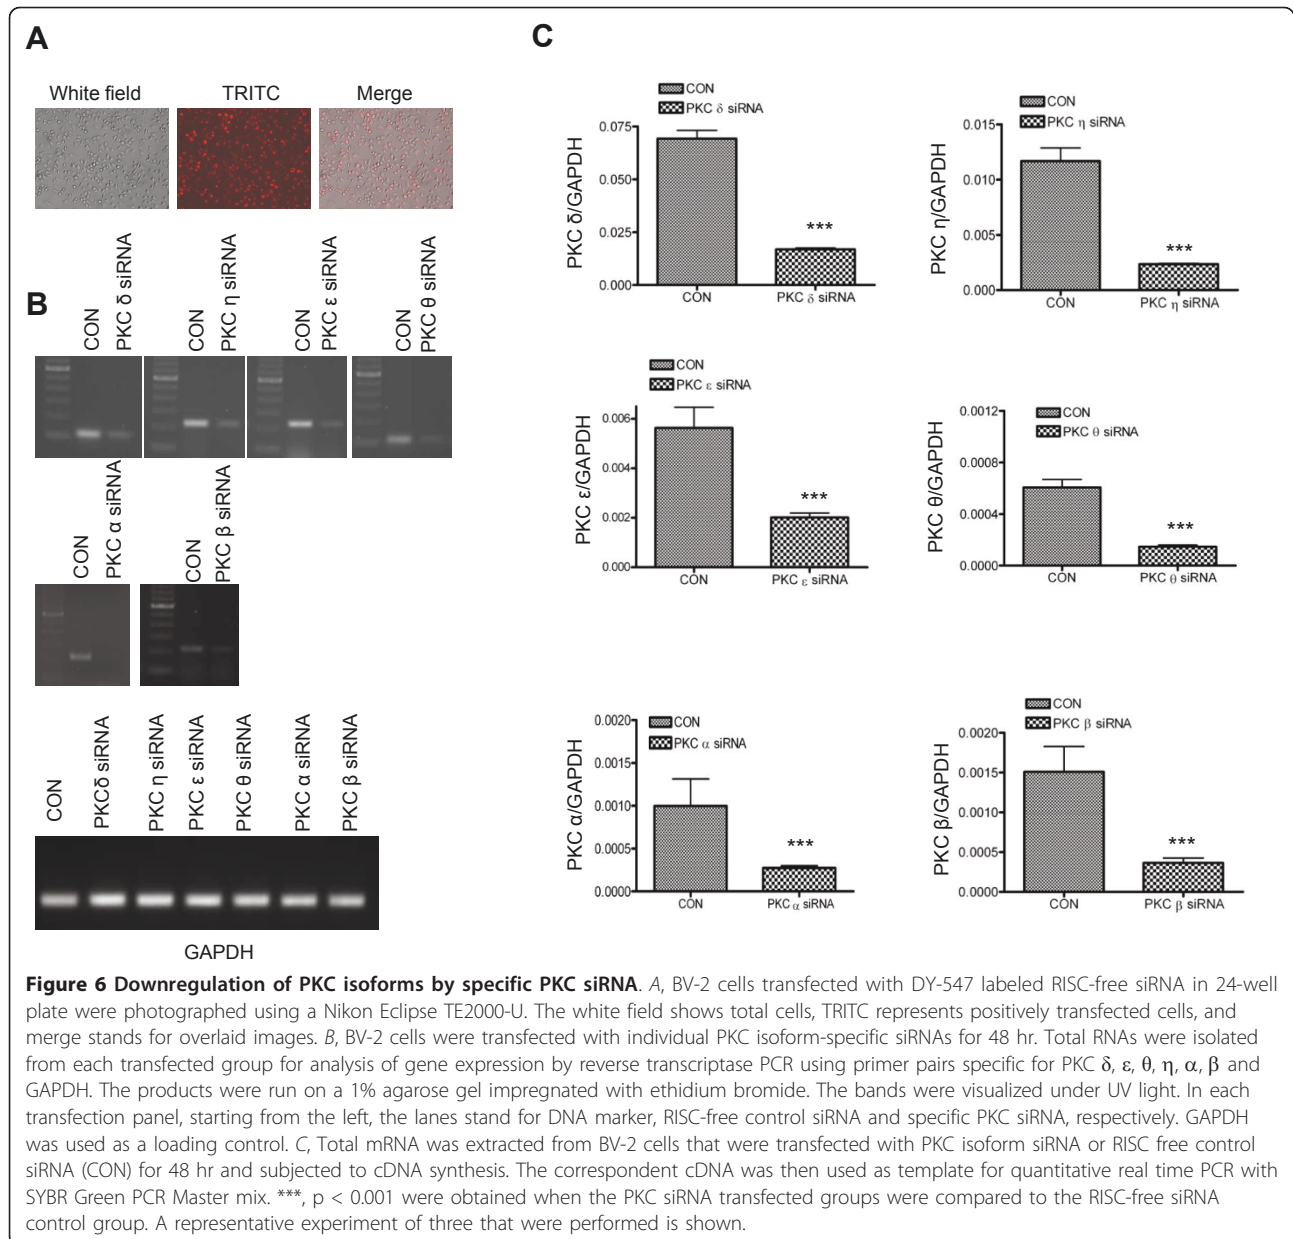 A
White field TRITC Merge
B
CON
PKC δ siRNA
CON
PKC η siRNA
CON
PKC ε siRNA
CON
PKC θ siRNA
CON
PKC α siRNA
CON
PKC β siRNA
CON
PKCδ siRNA
PKC η siRNA
PKC ε siRNA
PKC θ siRNA
PKC α siRNA
PKC β siRNA
GAPDH
C
CON
PKC δ siRNA
PKC δ/GAPDH
0.075
0.050
0.025
0.000
CON PKC δ siRNA
***
CON
PKC η siRNA
PKC η/GAPDH
0.015
0.010
0.005
0.000
CON PKC η siRNA
***
CON
PKC ε siRNA
PKC ε/GAPDH
0.006
0.004
0.002
0.000
CON PKC ε siRNA
***
CON
PKC θ siRNA
PKC θ/GAPDH
0.0012
0.0008
0.0004
0.0000
CON PKC θ siRNA
***
CON
PKC α siRNA
PKC α/GAPDH
0.0020
0.0015
0.0010
0.0005
0.0000
CON PKC α siRNA
***
CON
PKC β siRNA
PKC β/GAPDH
0.0020
0.0015
0.0010
0.0005
0.0000
CON PKC β siRNA
***
Figure 6 Downregulation of PKC isoforms by specific PKC siRNA. A, BV-2 cells transfected with DY-547 labeled RISC-free siRNA in 24-well
plate were photographed using a Nikon Eclipse TE2000-U. The white field shows total cells, TRITC represents positively transfected cells, and
merge stands for overlaid images. B, BV-2 cells were transfected with individual PKC isoform-specific siRNAs for 48 hr. Total RNAs were isolated
from each transfected group for analysis of gene expression by reverse transcriptase PCR using primer pairs specific for PKC δ, ε, θ, η, α, β and
GAPDH. The products were run on a 1% agarose gel impregnated with ethidium bromide. The bands were visualized under UV light. In each
transfection panel, starting from the left, the lanes stand for DNA marker, RISC-free control siRNA and specific PKC siRNA, respectively. GAPDH
was used as a loading control. C, Total mRNA was extracted from BV-2 cells that were transfected with PKC isoform siRNA or RISC free control
siRNA (CON) for 48 hr and subjected to cDNA synthesis. The correspondent cDNA was then used as template for quantitative real time PCR with
SYBR Green PCR Master mix. ***, p < 0.001 were obtained when the PKC siRNA transfected groups were compared to the RISC-free siRNA
control group. A representative experiment of three that were performed is shown.